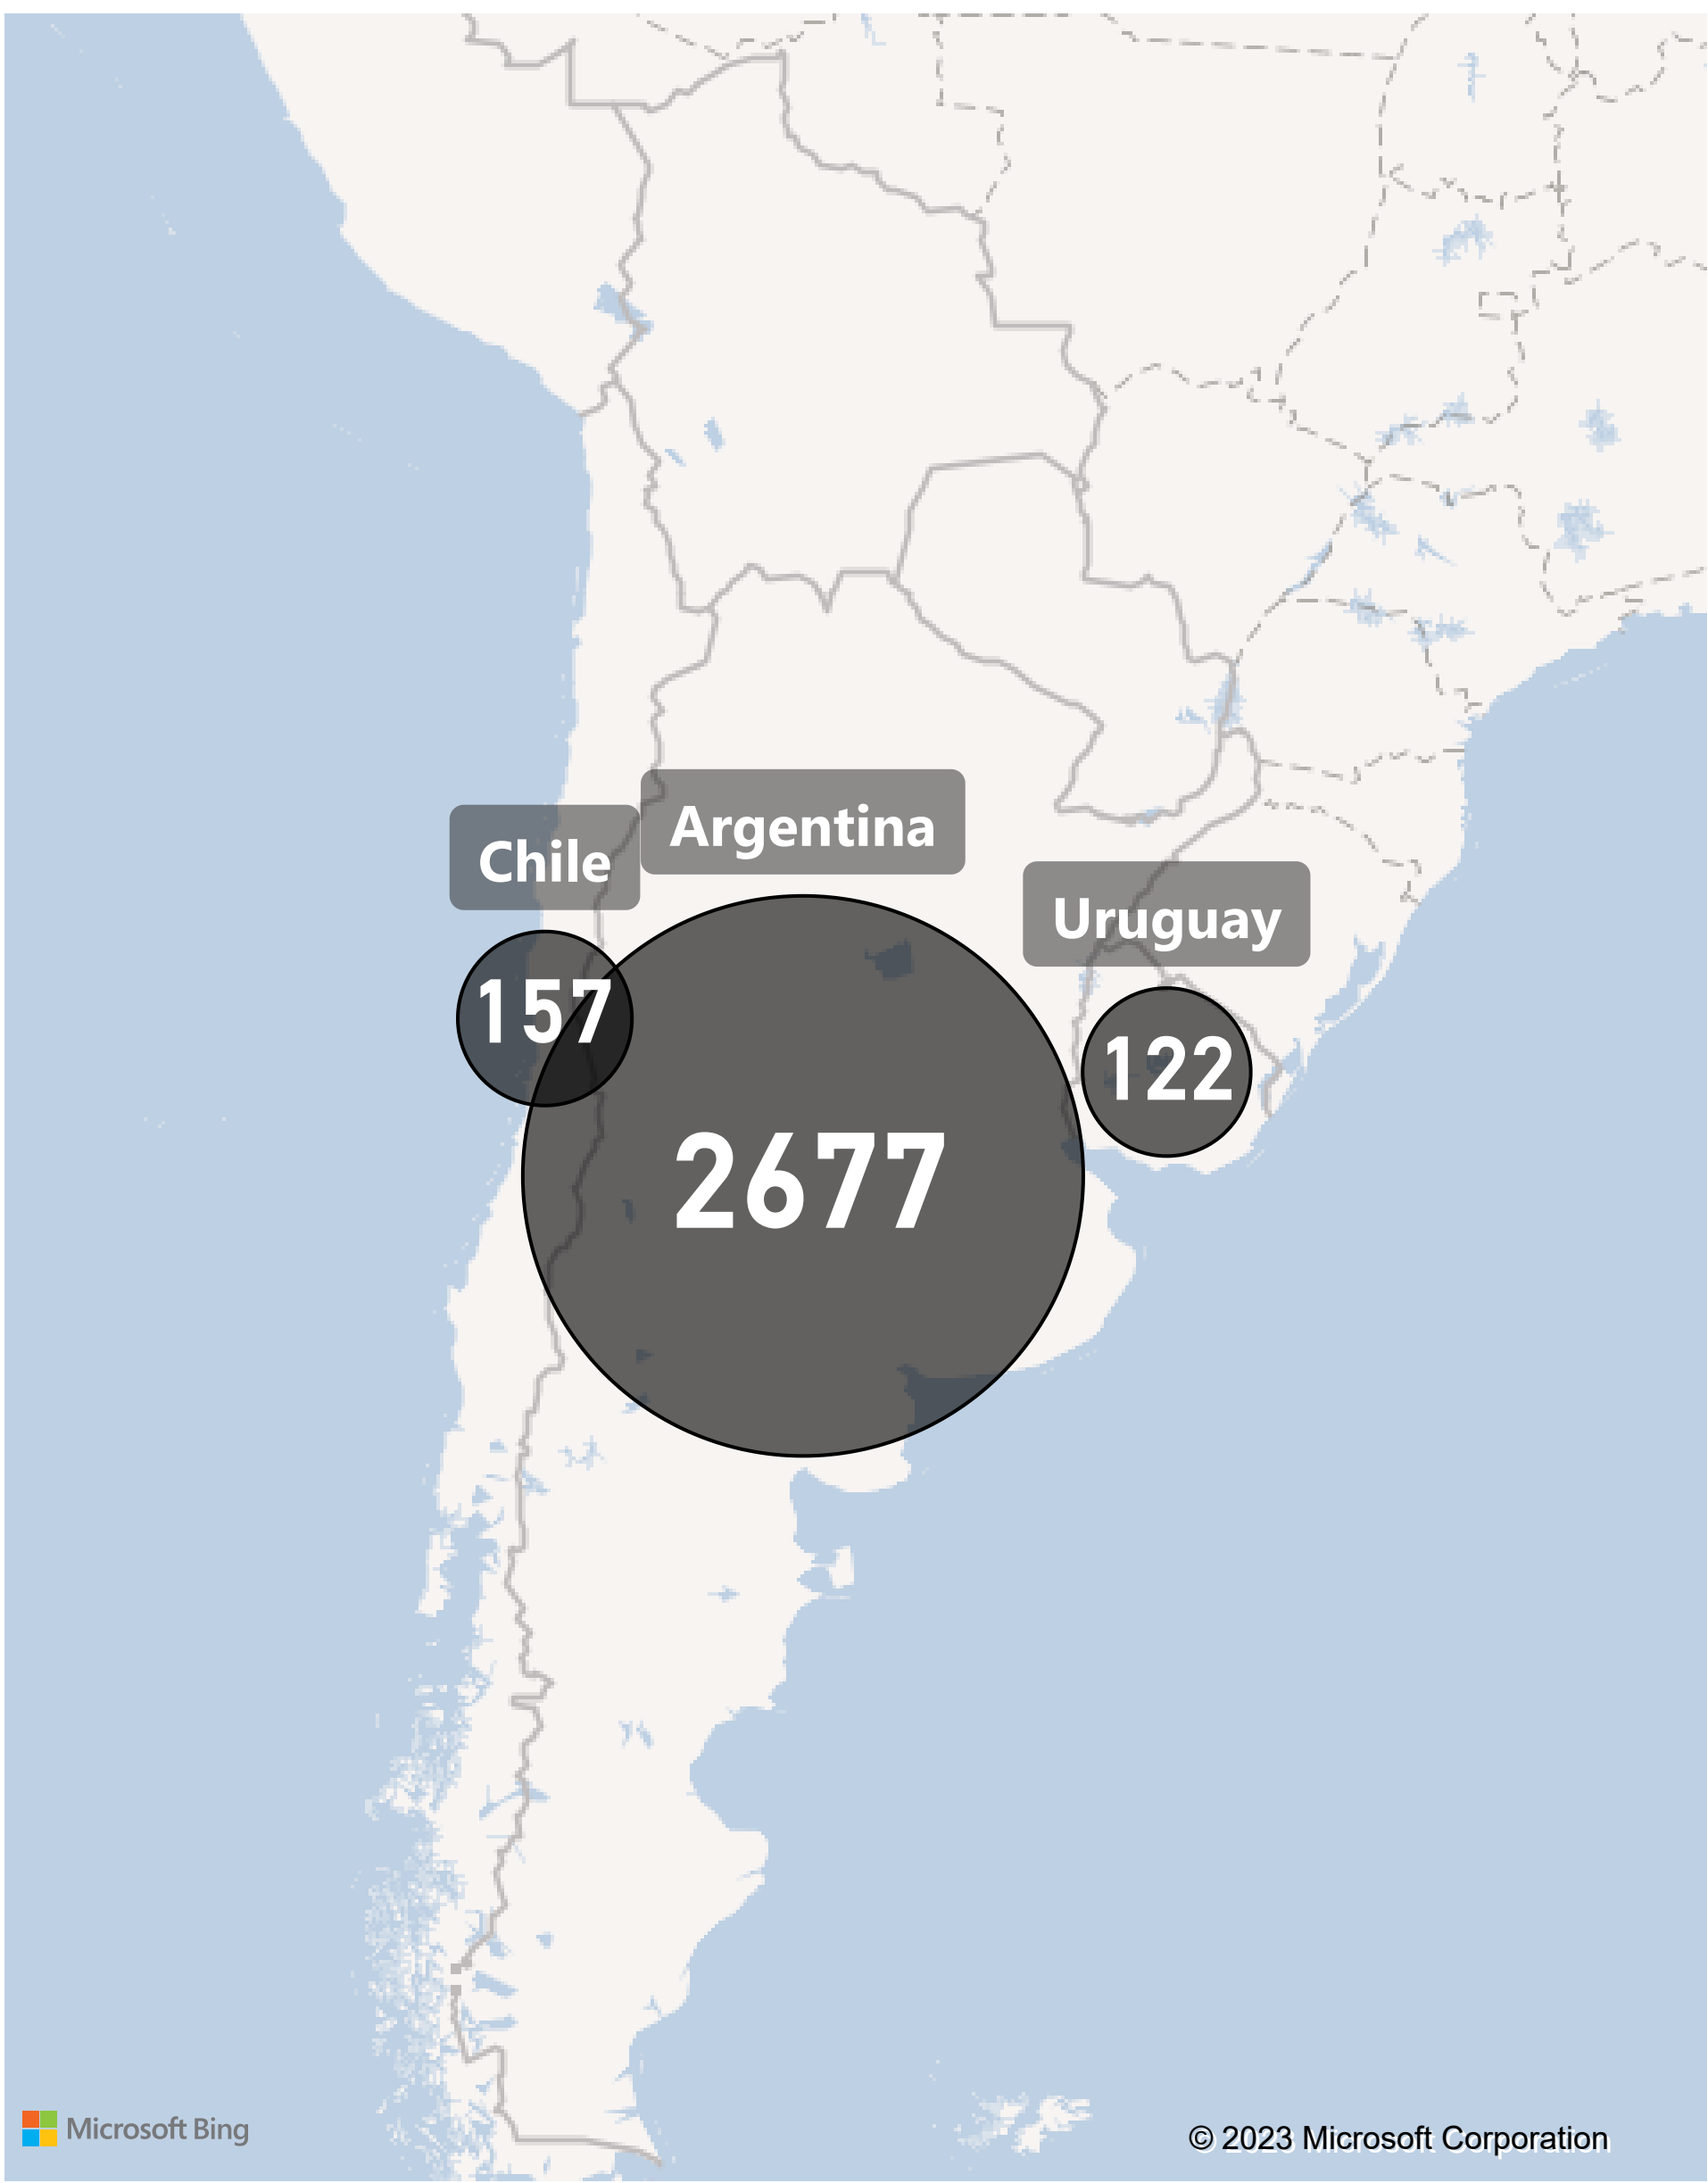 Argentina
Chile
Uruguay
157
122
2677
Microsoft Bing
© 2023 Microsoft Corporation